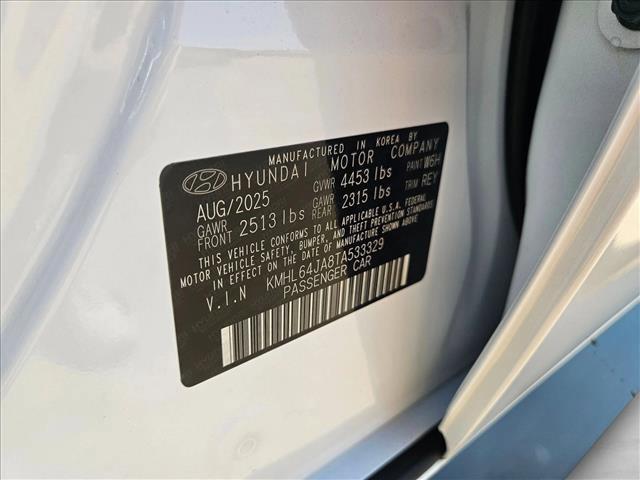 MANUFACTURED IN KOREA BY
HYUNDAI MOTOR COMPANY
AUG/2025 GVWR 4453 lbs PAINT W6H
GAWR FRONT 2513 lbs GAWR REAR 2315 lbs TRIM REY
THIS VEHICLE CONFORMS TO ALL APPLICABLE U.S.A. FEDERAL
MOTOR VEHICLE SAFETY, BUMPER, AND THEFT PREVENTION STANDARDS
IN EFFECT ON THE DATE OF MANUFACTURE SHOWN ABOVE.
V.I.N KMHL64JA8TA533329
PASSENGER CAR